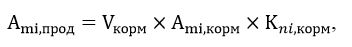 A_{mi,прод} = V_{корм} × A_{mi,корм} × K_{ni,корм},